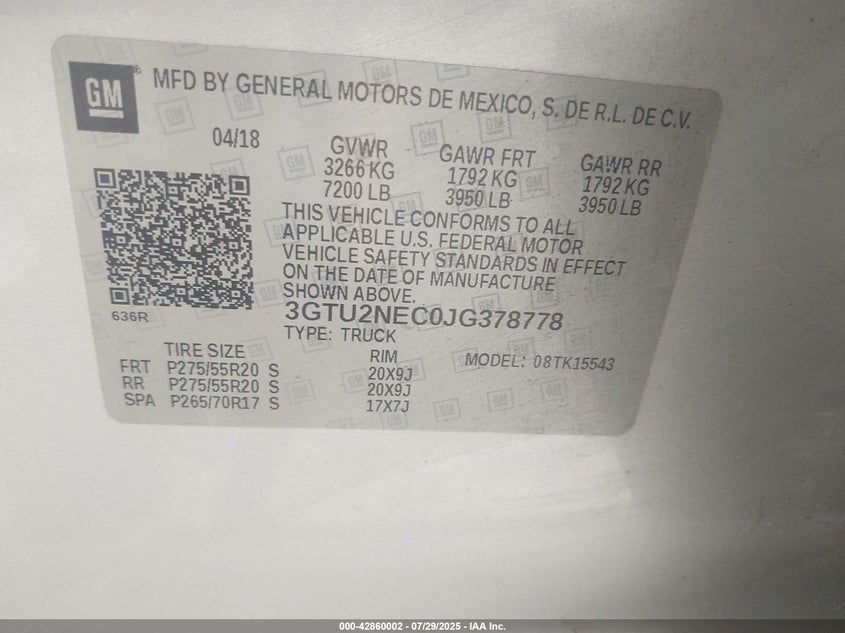 GM®
MFD BY GENERAL MOTORS DE MEXICO, S. DE R.L. DE C.V.
04/18
GVWR GAWR FRT GAWR RR
3266 KG 1792 KG 1792 KG
7200 LB 3950 LB 3950 LB
THIS VEHICLE CONFORMS TO ALL
APPLICABLE U.S. FEDERAL MOTOR
VEHICLE SAFETY STANDARDS IN EFFECT
ON THE DATE OF MANUFACTURE
SHOWN ABOVE.
636R
3GTU2NEC0JG378778
TYPE: TRUCK
TIRE SIZE RIM MODEL: 08TK15543
FRT P275/55R20 S 20X9J
RR P275/55R20 S 20X9J
SPA P265/70R17 S 17X7J
000-42860002 - 07/29/2025 - IAA Inc.